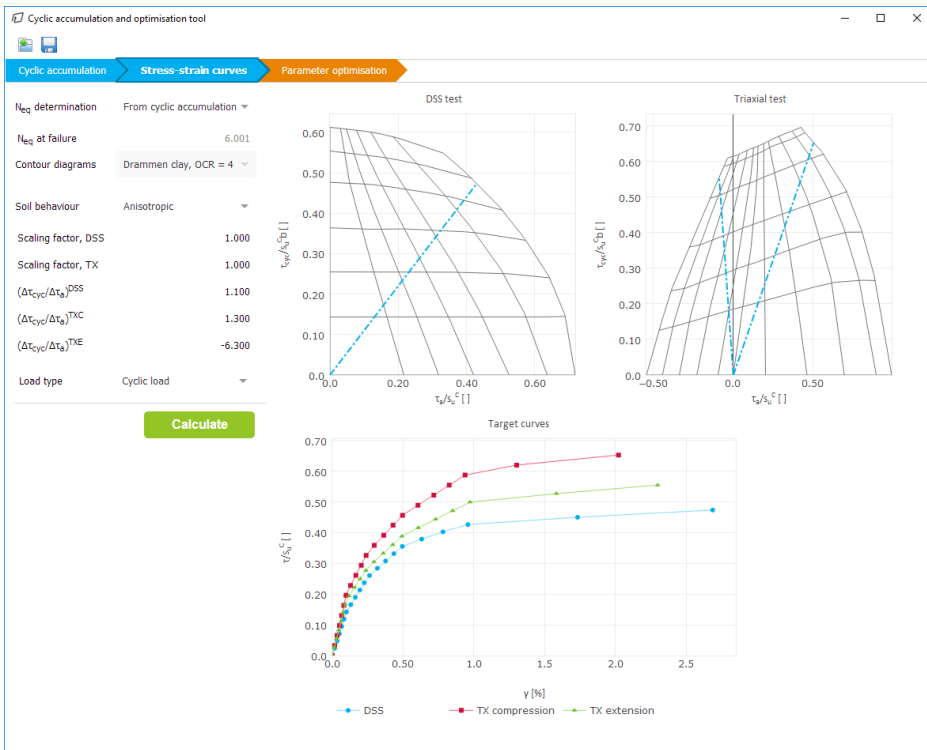 Cyclic accumulation and optimisation tool
Cyclic accumulation Stress-strain curves Parameter optimisation
Neq determination From cyclic accumulation
Neq at failure 6.001
Contour diagrams Drammen clay, OCR = 4
Soil behaviour Anisotropic
Scaling factor, DSS 1.000
Scaling factor, TX 1.000
(Δτcyc/Δτa)DSS 1.100
(Δτcyc/Δτa)TXC 1.300
(Δτcyc/Δτa)TXE -6.300
Load type Cyclic load
Calculate
DSS test
τcyc/suCb [ ]
0.60
0.50
0.40
0.30
0.20
0.10
0.0
0.0 0.20 0.40 0.60
τa/suC [ ]
Triaxial test
τcyc/suCb [ ]
0.70
0.60
0.50
0.40
0.30
0.20
0.10
0.0
−0.50 0.0 0.50
τa/suC [ ]
Target curves
τ/suC [ ]
0.70
0.60
0.50
0.40
0.30
0.20
0.10
0.0
0.0 0.50 1.0 1.5 2.0 2.5
γ [%]
DSS TX compression TX extension